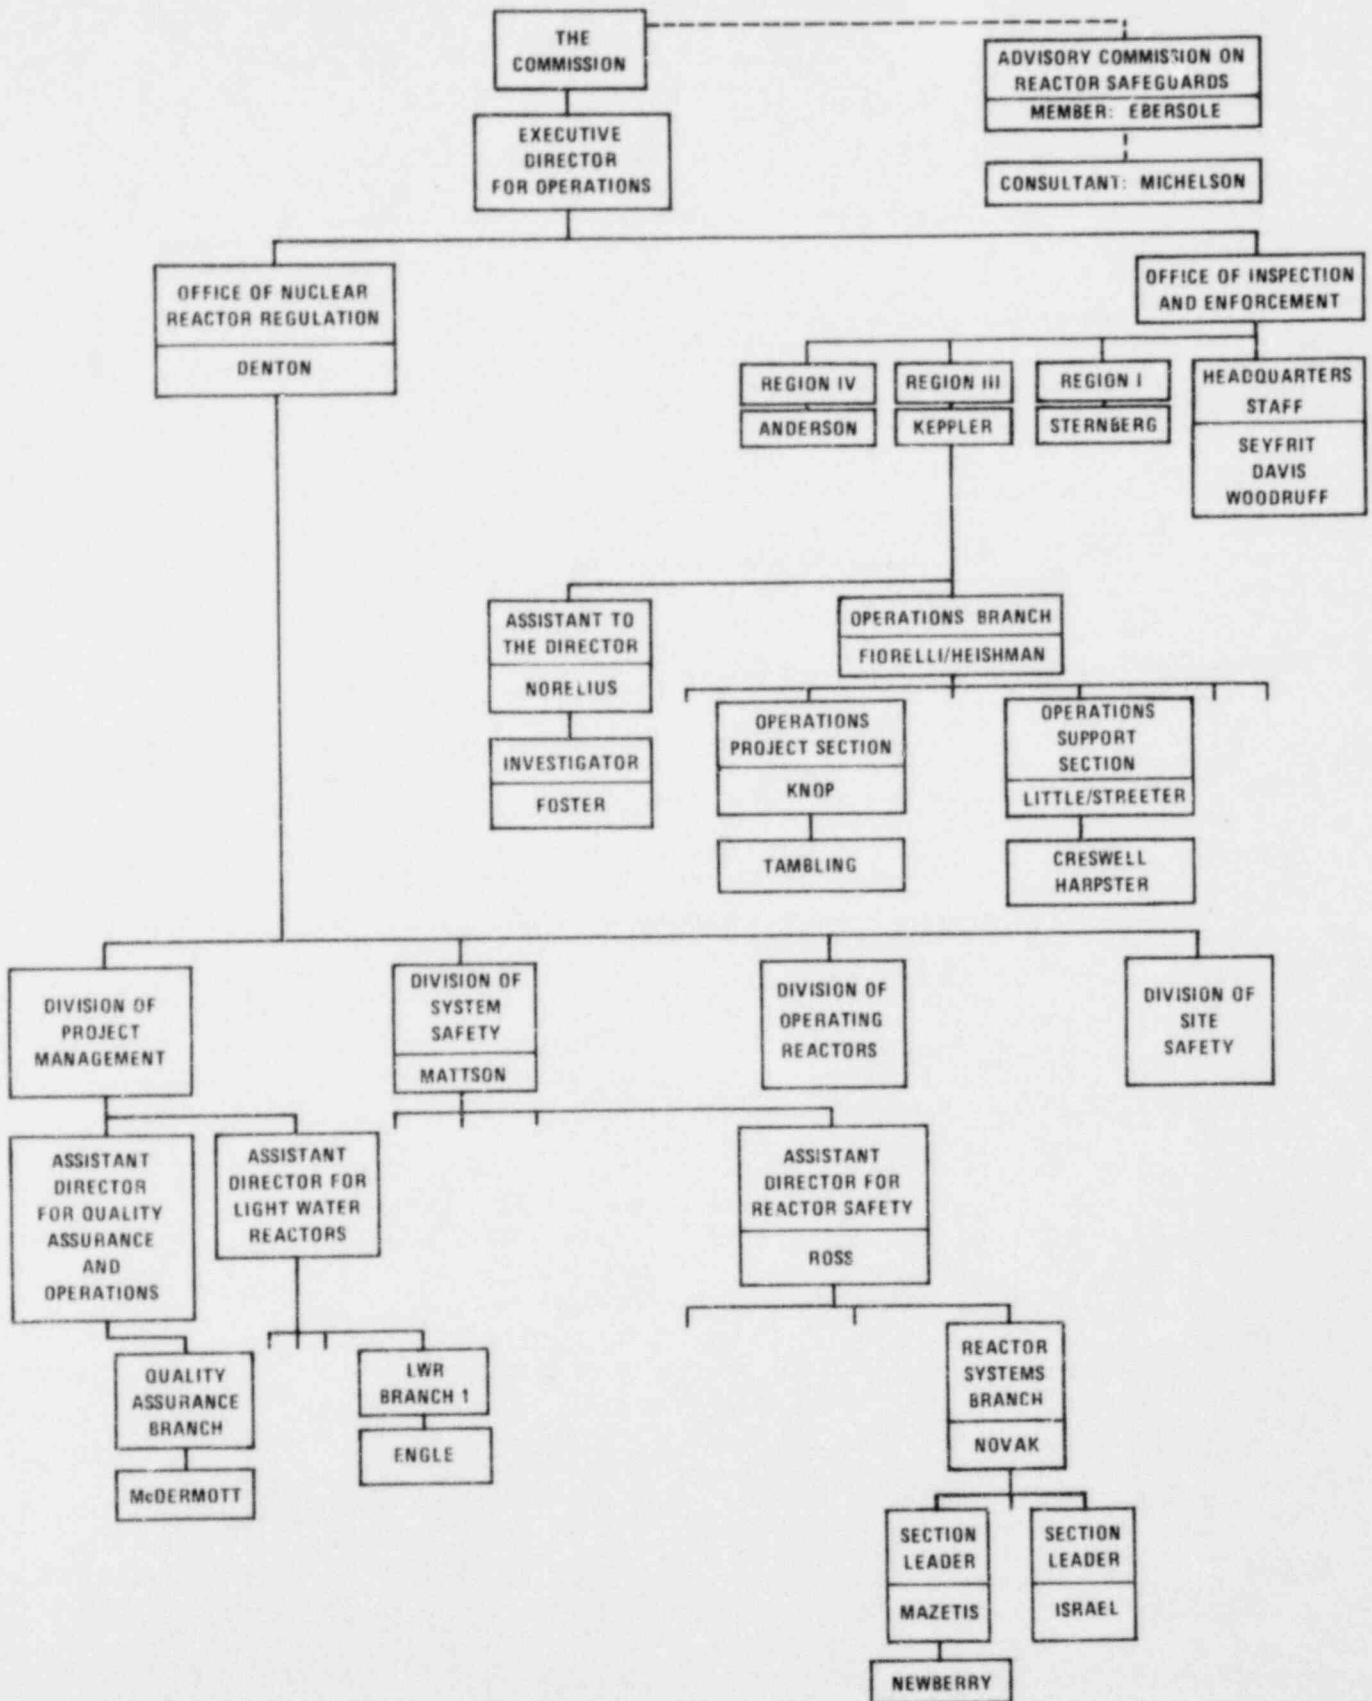 THE
COMMISSION
ADVISORY COMMISSION ON
REACTOR SAFEGUARDS
MEMBER: EBERSOLE
CONSULTANT: MICHELSON
EXECUTIVE
DIRECTOR
FOR OPERATIONS
OFFICE OF NUCLEAR
REACTOR REGULATION
DENTON
OFFICE OF INSPECTION
AND ENFORCEMENT
REGION IV
ANDERSON
REGION III
KEPPLER
REGION I
STERNBERG
HEADQUARTERS
STAFF
SEYFRIT
DAVIS
WOODRUFF
ASSISTANT TO
THE DIRECTOR
NORELIUS
INVESTIGATOR
FOSTER
OPERATIONS BRANCH
FIORELLI/HEISHMAN
OPERATIONS
PROJECT SECTION
KNOP
TAMBLING
OPERATIONS
SUPPORT
SECTION
LITTLE/STREETER
CRESWELL
HARPSTER
DIVISION OF
PROJECT
MANAGEMENT
DIVISION OF
SYSTEM
SAFETY
MATTSON
DIVISION OF
OPERATING
REACTORS
DIVISION OF
SITE
SAFETY
ASSISTANT
DIRECTOR
FOR QUALITY
ASSURANCE
AND
OPERATIONS
ASSISTANT
DIRECTOR FOR
LIGHT WATER
REACTORS
ASSISTANT
DIRECTOR FOR
REACTOR SAFETY
ROSS
QUALITY
ASSURANCE
BRANCH
McDERMOTT
LWR
BRANCH 1
ENGLE
REACTOR
SYSTEMS
BRANCH
NOVAK
SECTION
LEADER
MAZETIS
NEWBERRY
SECTION
LEADER
ISRAEL